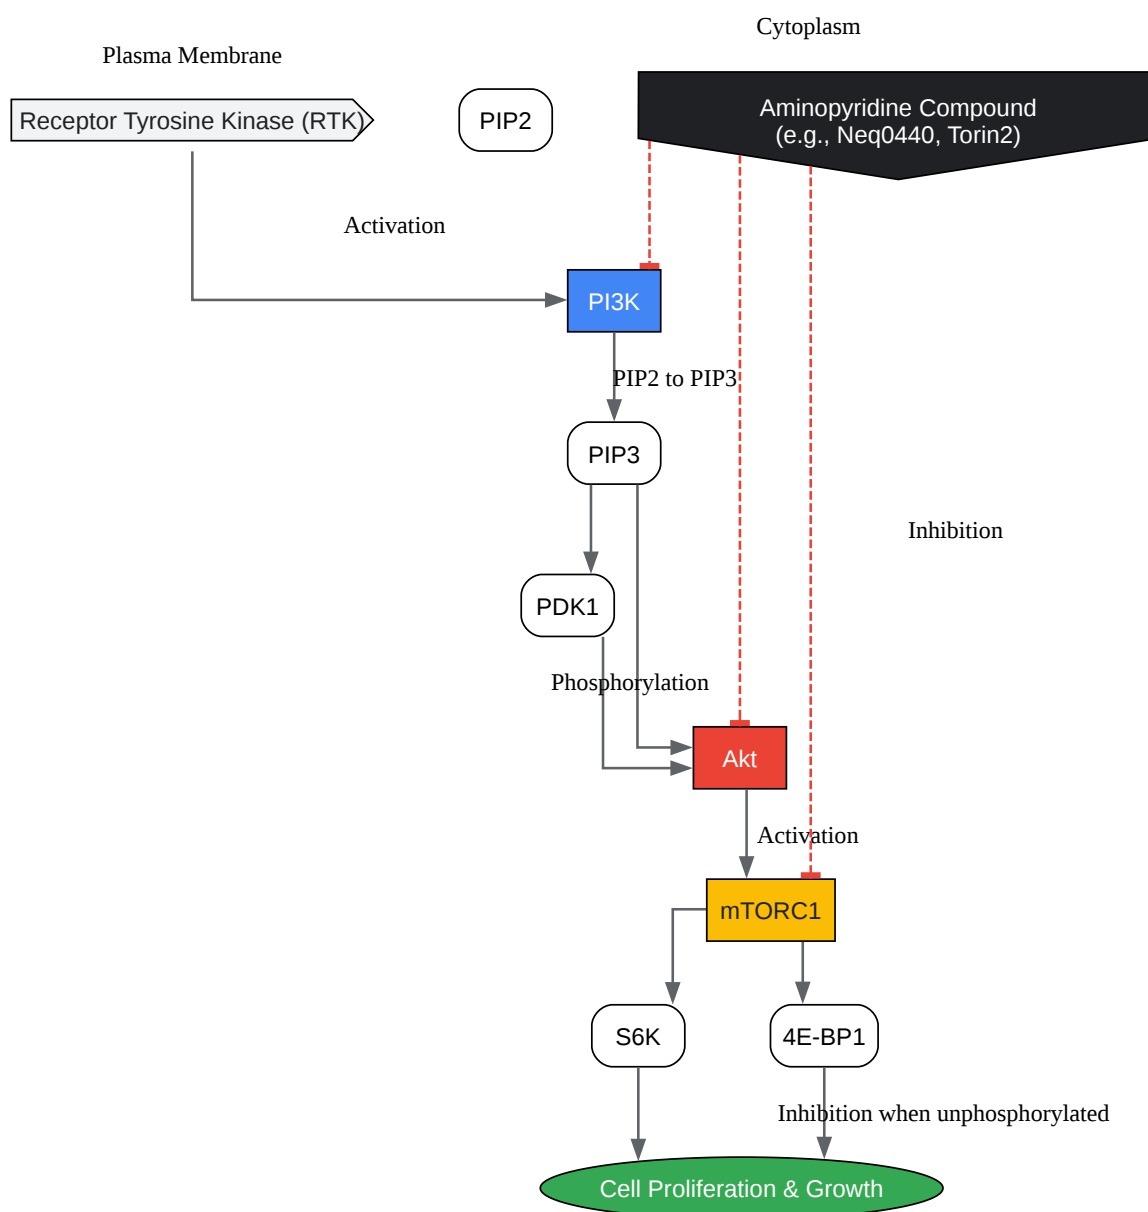 Cytoplasm
Plasma Membrane
Receptor Tyrosine Kinase (RTK)
PIP2
Aminopyridine Compound
(e.g., Neq0440, Torin2)
Activation
PI3K
PIP2 to PIP3
PIP3
Inhibition
PDK1
Phosphorylation
Akt
Activation
mTORC1
S6K
4E-BP1
Inhibition when unphosphorylated
Cell Proliferation & Growth